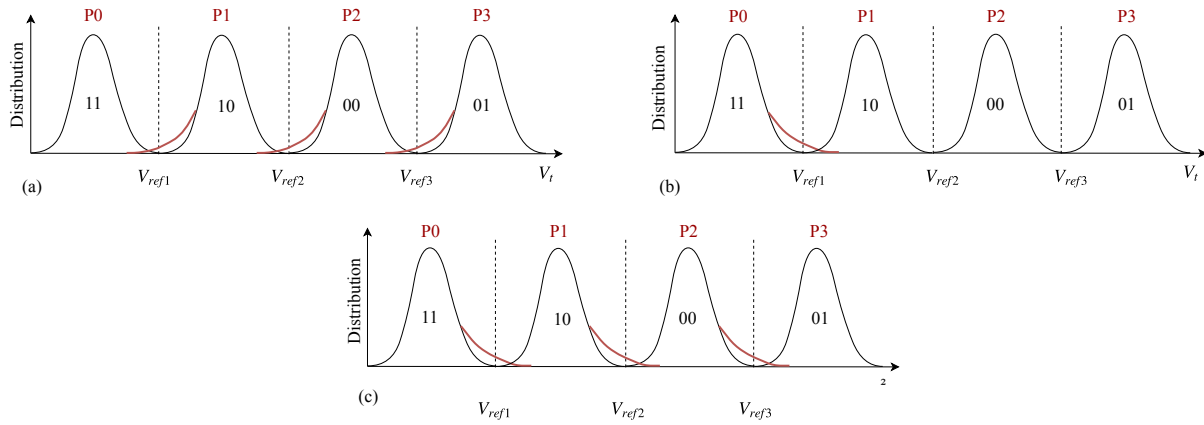 P0 P1 P2 P3
Distribution
11 10 00 01
V_ref1 V_ref2 V_ref3 V_t
(a)
P0 P1 P2 P3
Distribution
11 10 00 01
V_ref1 V_ref2 V_ref3 V_t
(b)
P0 P1 P2 P3
Distribution
11 10 00 01
2
(c)
V_ref1 V_ref2 V_ref3